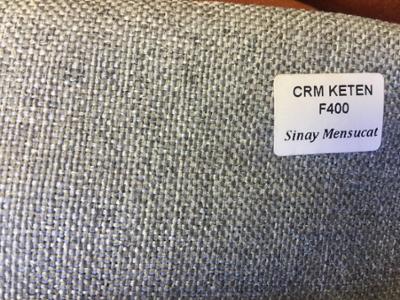 CRM KETEN
F400
Sinay Mensucat